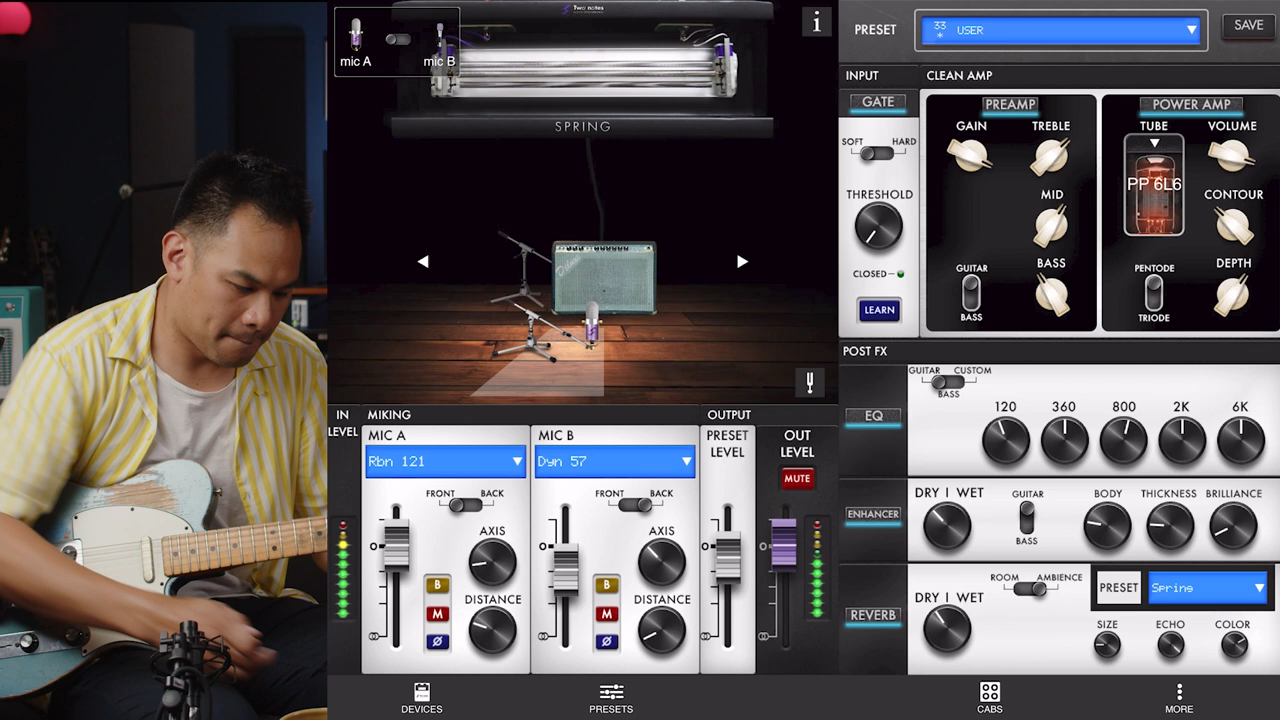 Two notes
mic A
mic B
SPRING
i
PRESET
33
*
USER
SAVE
INPUT
CLEAN AMP
GATE
SOFT
HARD
THRESHOLD
CLOSED
LEARN
PREAMP
GAIN
TREBLE
MID
BASS
GUITAR
BASS
POWER AMP
TUBE
VOLUME
PP 6L6
CONTOUR
PENTODE
TRIODE
DEPTH
POST FX
EQ
GUITAR
CUSTOM
BASS
120
360
800
2K
6K
ENHANCER
DRY | WET
GUITAR
BASS
BODY
THICKNESS
BRILLIANCE
REVERB
DRY | WET
ROOM
AMBIENCE
PRESET
Spring
SIZE
ECHO
COLOR
IN
LEVEL
MIKING
MIC A
Rbn 121
FRONT
BACK
AXIS
B
M
Ø
DISTANCE
MIC B
Dyn 57
FRONT
BACK
AXIS
B
M
Ø
DISTANCE
OUTPUT
PRESET
LEVEL
OUT
LEVEL
MUTE
DEVICES
PRESETS
CABS
MORE